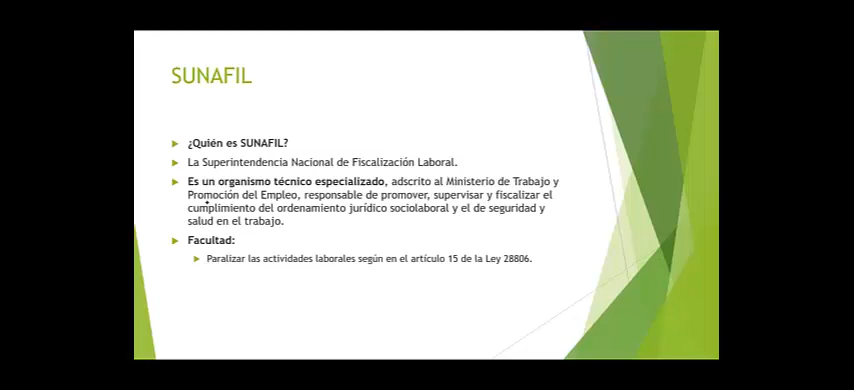 SUNAFIL
¿Quién es SUNAFIL?
La Superintendencia Nacional de Fiscalización Laboral.
Es un organismo técnico especializado, adscrito al Ministerio de Trabajo y
Promoción del Empleo, responsable de promover, supervisar y fiscalizar el
cumplimiento del ordenamiento jurídico sociolaboral y el de seguridad y
salud en el trabajo.
Facultad:
Paralizar las actividades laborales según en el artículo 15 de la Ley 28806.